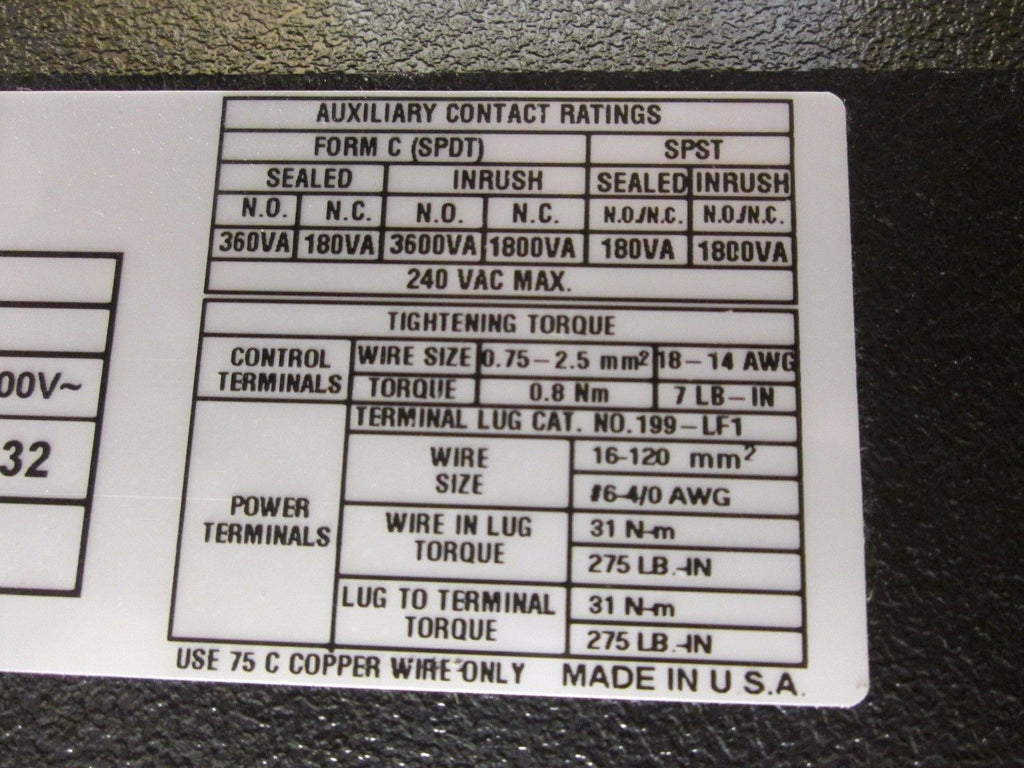 AUXILIARY CONTACT RATINGS
FORM C (SPDT) SPST
SEALED INRUSH SEALED INRUSH
N.O. N.C. N.O. N.C. N.O./N.C. N.O./N.C.
360VA 180VA 3600VA 1800VA 180VA 1800VA
240 VAC MAX.
TIGHTENING TORQUE
CONTROL TERMINALS WIRE SIZE 0.75-2.5 mm² 18-14 AWG
TORQUE 0.8 Nm 7 LB-IN
00V~
32
POWER TERMINALS
TERMINAL LUG CAT. NO. 199-LF1
WIRE SIZE 16-120 mm²
#6-4/0 AWG
WIRE IN LUG TORQUE 31 N-m
275 LB.-IN
LUG TO TERMINAL TORQUE 31 N-m
275 LB.-IN
USE 75 C COPPER WIRE ONLY MADE IN U.S.A.